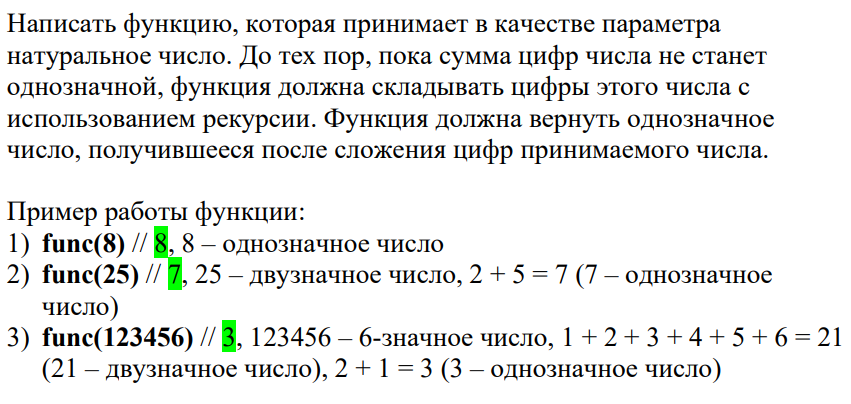 Написать функцию, которая принимает в качестве параметра
натуральное число. До тех пор, пока сумма цифр числа не станет
однозначной, функция должна складывать цифры этого числа с
использованием рекурсии. Функция должна вернуть однозначное
число, получившееся после сложения цифр принимаемого числа.
Пример работы функции:
1) func(8) // 8, 8 – однозначное число
2) func(25) // 7, 25 – двузначное число, 2 + 5 = 7 (7 – однозначное
число)
3) func(123456) // 3, 123456 – 6-значное число, 1 + 2 + 3 + 4 + 5 + 6 = 21
(21 – двузначное число), 2 + 1 = 3 (3 – однозначное число)